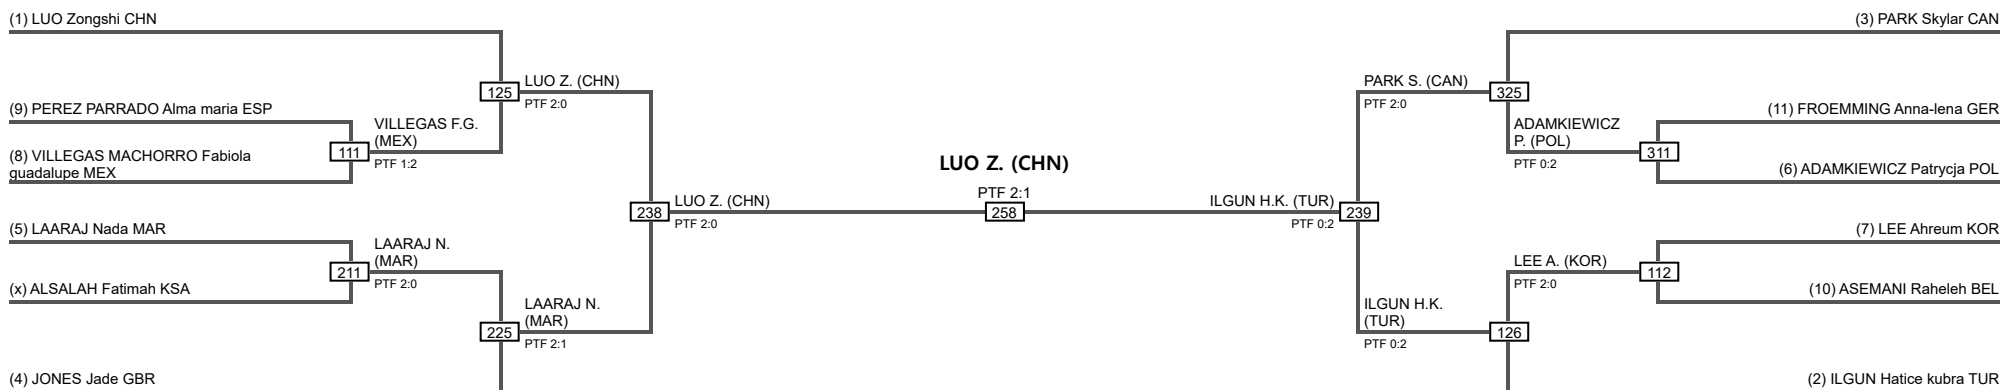 (1) LUO Zongshi CHN
(9) PEREZ PARRADO Alma maria ESP
(8) VILLEGAS MACHORRO Fabiola
guadalupe MEX
(5) LAARAJ Nada MAR
(x) ALSALAH Fatimah KSA
(4) JONES Jade GBR
111
VILLEGAS F.G.
(MEX)
PTF 1:2
211
LAARAJ N.
(MAR)
PTF 2:0
125
LUO Z. (CHN)
PTF 2:0
225
LAARAJ N.
(MAR)
PTF 2:1
238
LUO Z. (CHN)
PTF 2:0
LUO Z. (CHN)
PTF 2:1
258
ILGUN H.K. (TUR)
PTF 0:2
239
PARK S. (CAN)
PTF 2:0
325
ILGUN H.K.
(TUR)
PTF 0:2
126
ADAMKIEWICZ
P. (POL)
PTF 0:2
311
LEE A. (KOR)
PTF 2:0
112
(3) PARK Skylar CAN
(11) FROEMMING Anna-lena GER
(6) ADAMKIEWICZ Patrycja POL
(7) LEE Ahreum KOR
(10) ASEMANI Raheleh BEL
(2) ILGUN Hatice kubra TUR